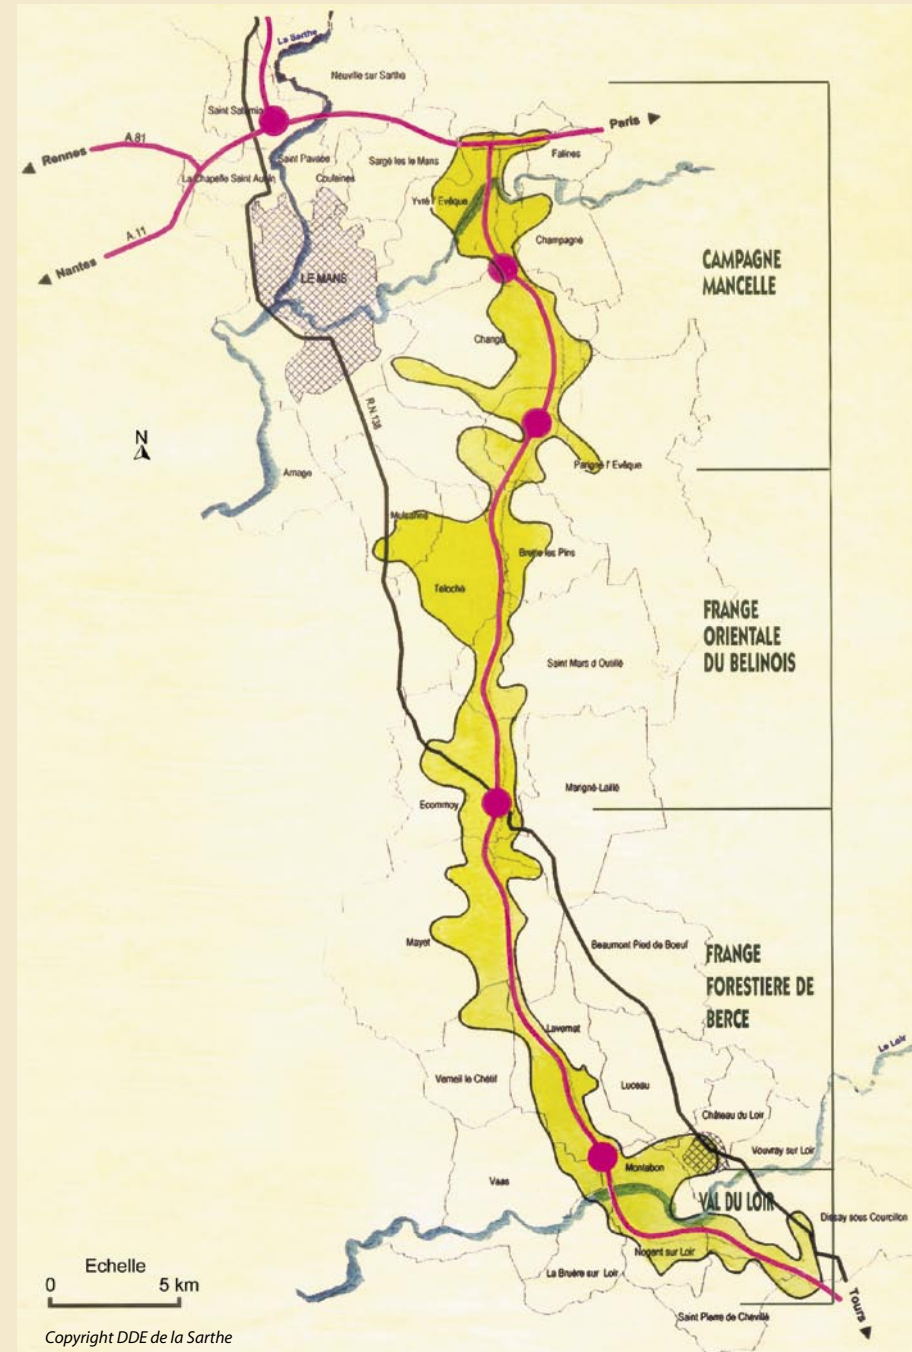 La Sarthe
Neuville sur Sarthe
Paris
A.81
Rennes
Saint Pavace
Sargé les le Mans
Falines
La Chapelle Saint Aubin
Coulaines
Yvré l'Evêque
A.11
Nantes
Champagné
CAMPAGNE
MANCELLE
LE MANS
Changé
R.N.138
N
Parigné l'Evêque
Arnage
Mulsanne
Brette les Pins
Teloché
FRANGE
ORIENTALE
DU BELINOIS
Saint Mars d Outillé
Marigné-Laillé
Ecommoy
Mayet
Beaumont Pied de Boeuf
FRANGE
FORESTIERE DE
BERCE
Lavernat
Le Loir
Verneil le Chétif
Luceau
Château du Loir
Vouvray sur Loir
Montabon
Vaas
VAL DU LOIR
Dissay sous Courcillon
Nogent sur Loir
La Bruère sur Loir
Saint Pierre de Chevillé
Tours
Echelle
0 5 km
Copyright DDE de la Sarthe